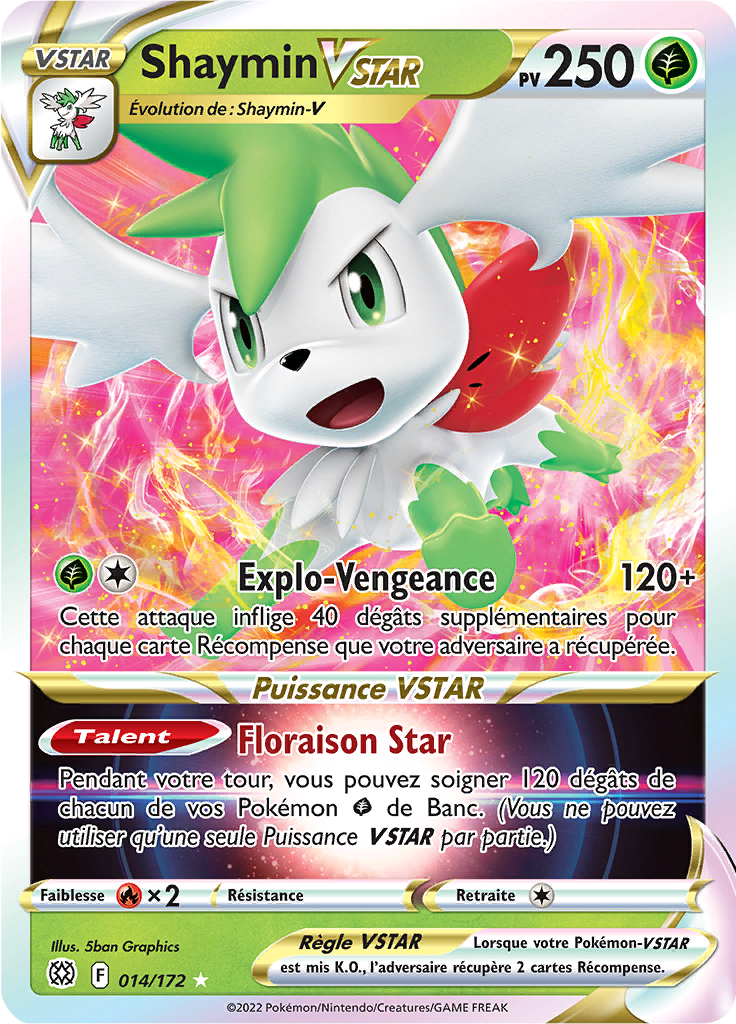 VSTAR
Shaymin VSTAR
PV 250
Évolution de : Shaymin-V
Explo-Vengeance 120+
Cette attaque inflige 40 dégâts supplémentaires pour
chaque carte Récompense que votre adversaire a récupérée.
Puissance VSTAR
Talent Floraison Star
Pendant votre tour, vous pouvez soigner 120 dégâts de
chacun de vos Pokémon de Banc. (Vous ne pouvez
utiliser qu'une seule Puissance VSTAR par partie.)
Faiblesse ×2 Résistance Retraite
Illus. 5ban Graphics
Règle VSTAR Lorsque votre Pokémon-VSTAR
est mis K.O., l'adversaire récupère 2 cartes Récompense.
F 014/172 ★
©2022 Pokémon/Nintendo/Creatures/GAME FREAK